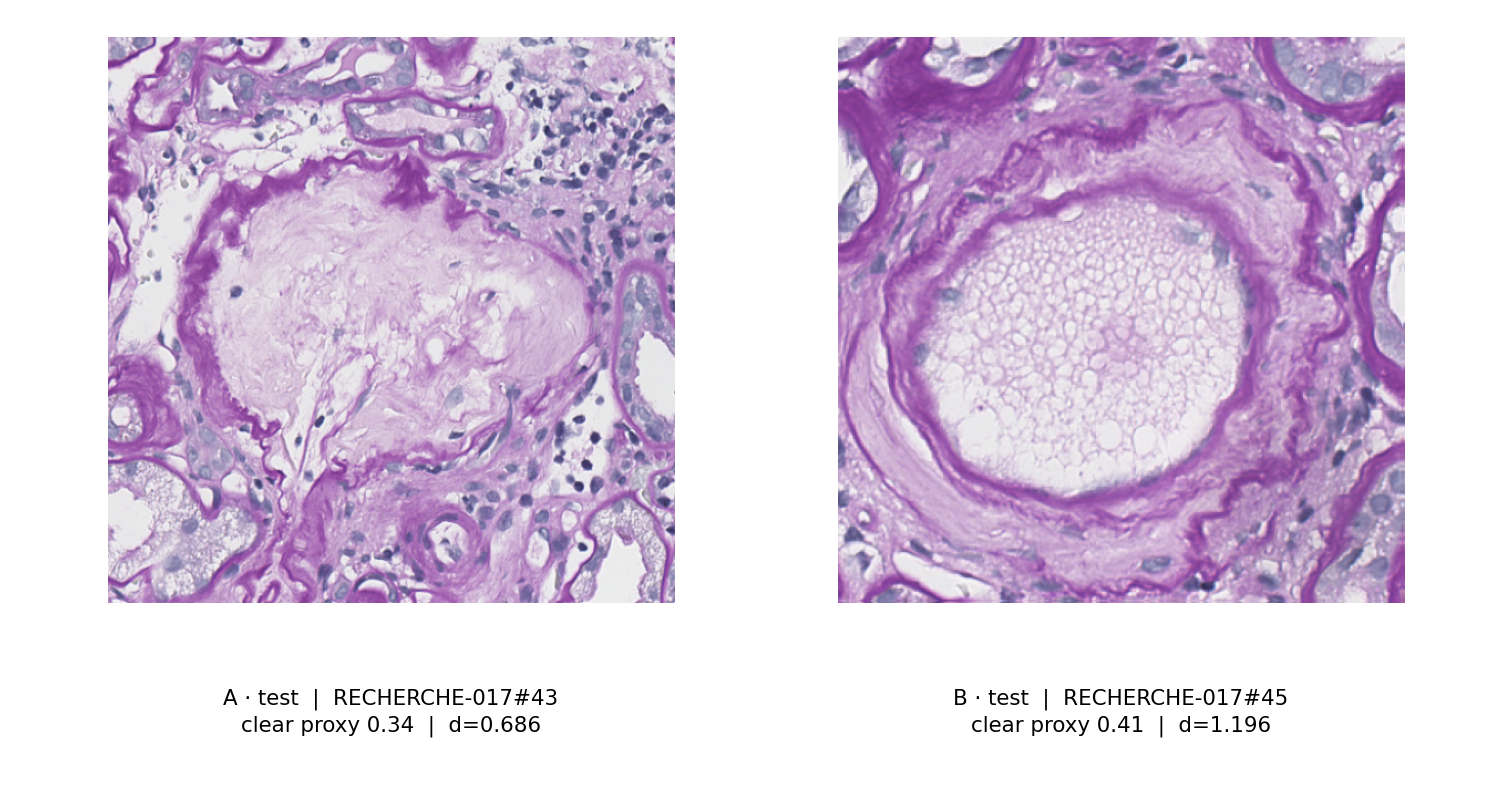 A · test | RECHERCHE-017#43
clear proxy 0.34 | d=0.686
B · test | RECHERCHE-017#45
clear proxy 0.41 | d=1.196